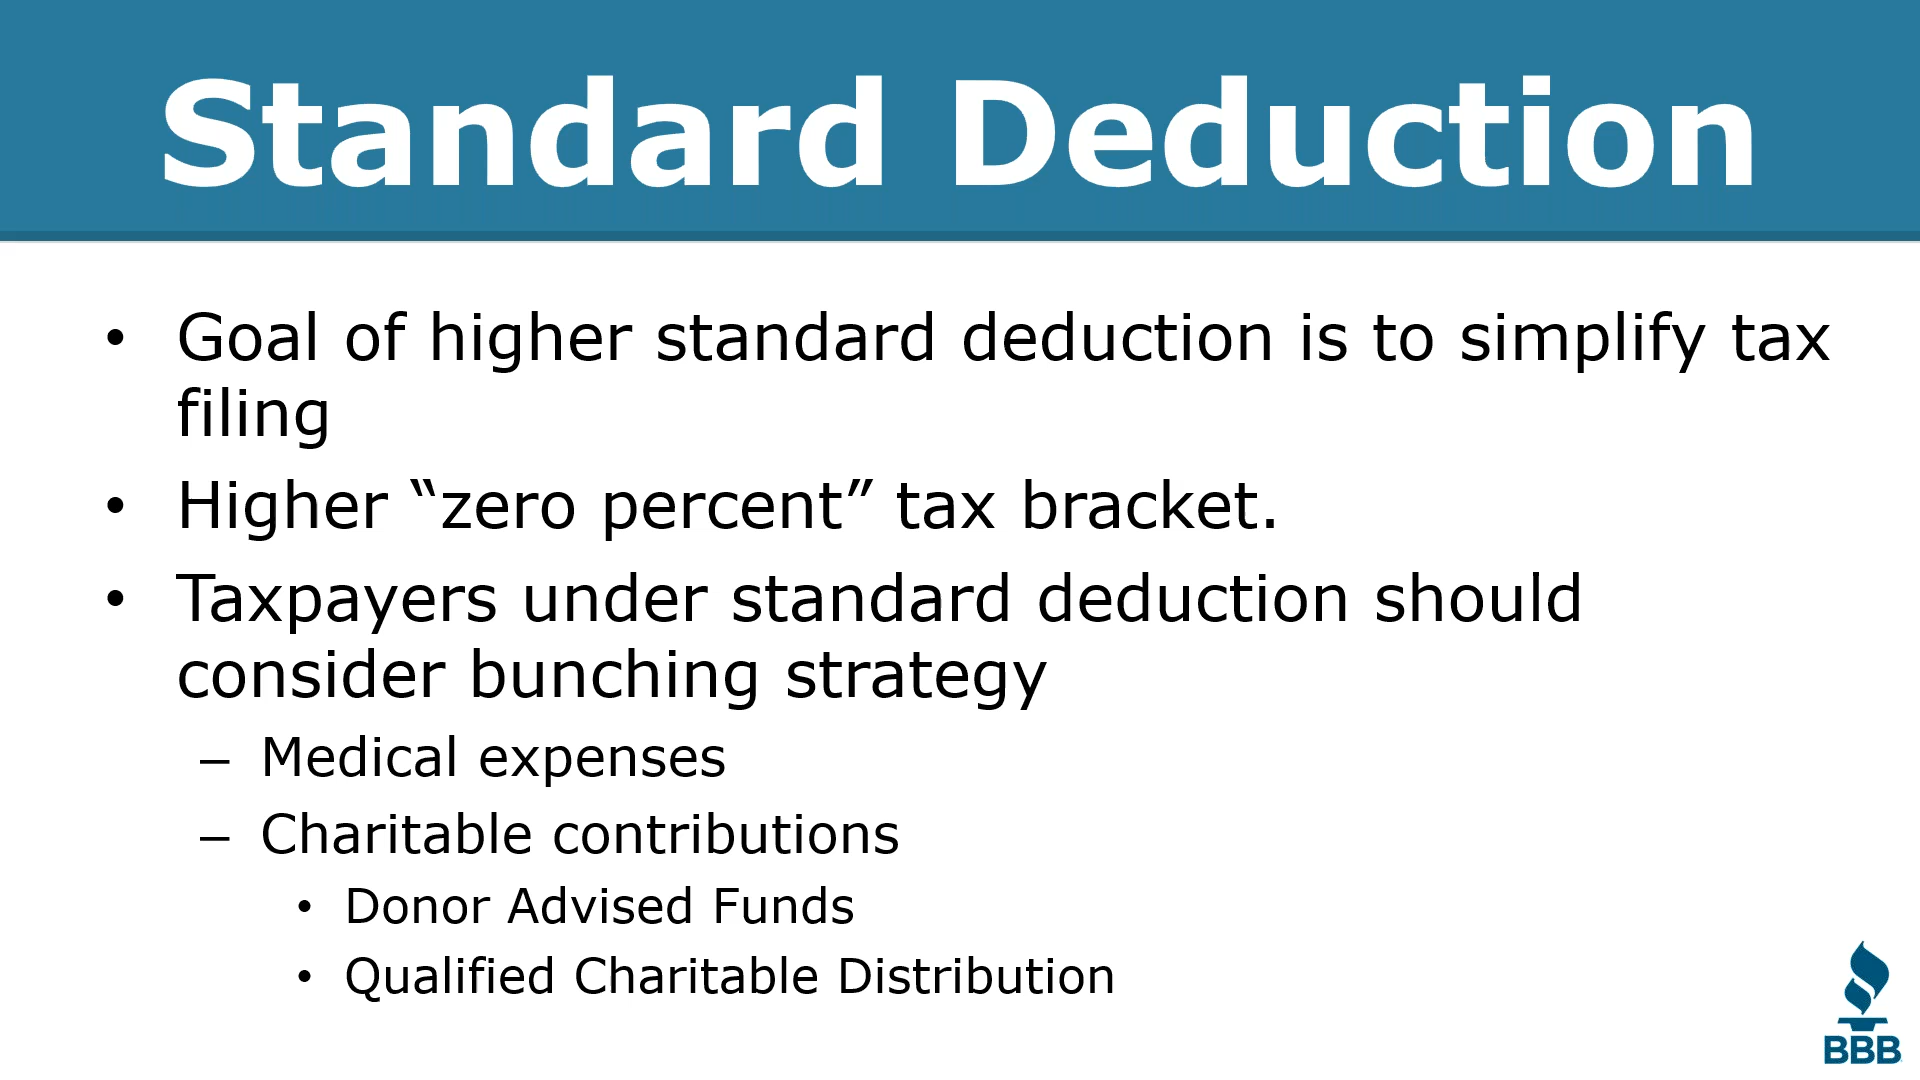 Standard Deduction
• Goal of higher standard deduction is to simplify tax
filing
• Higher “zero percent” tax bracket.
• Taxpayers under standard deduction should
consider bunching strategy
– Medical expenses
– Charitable contributions
• Donor Advised Funds
• Qualified Charitable Distribution
BBB